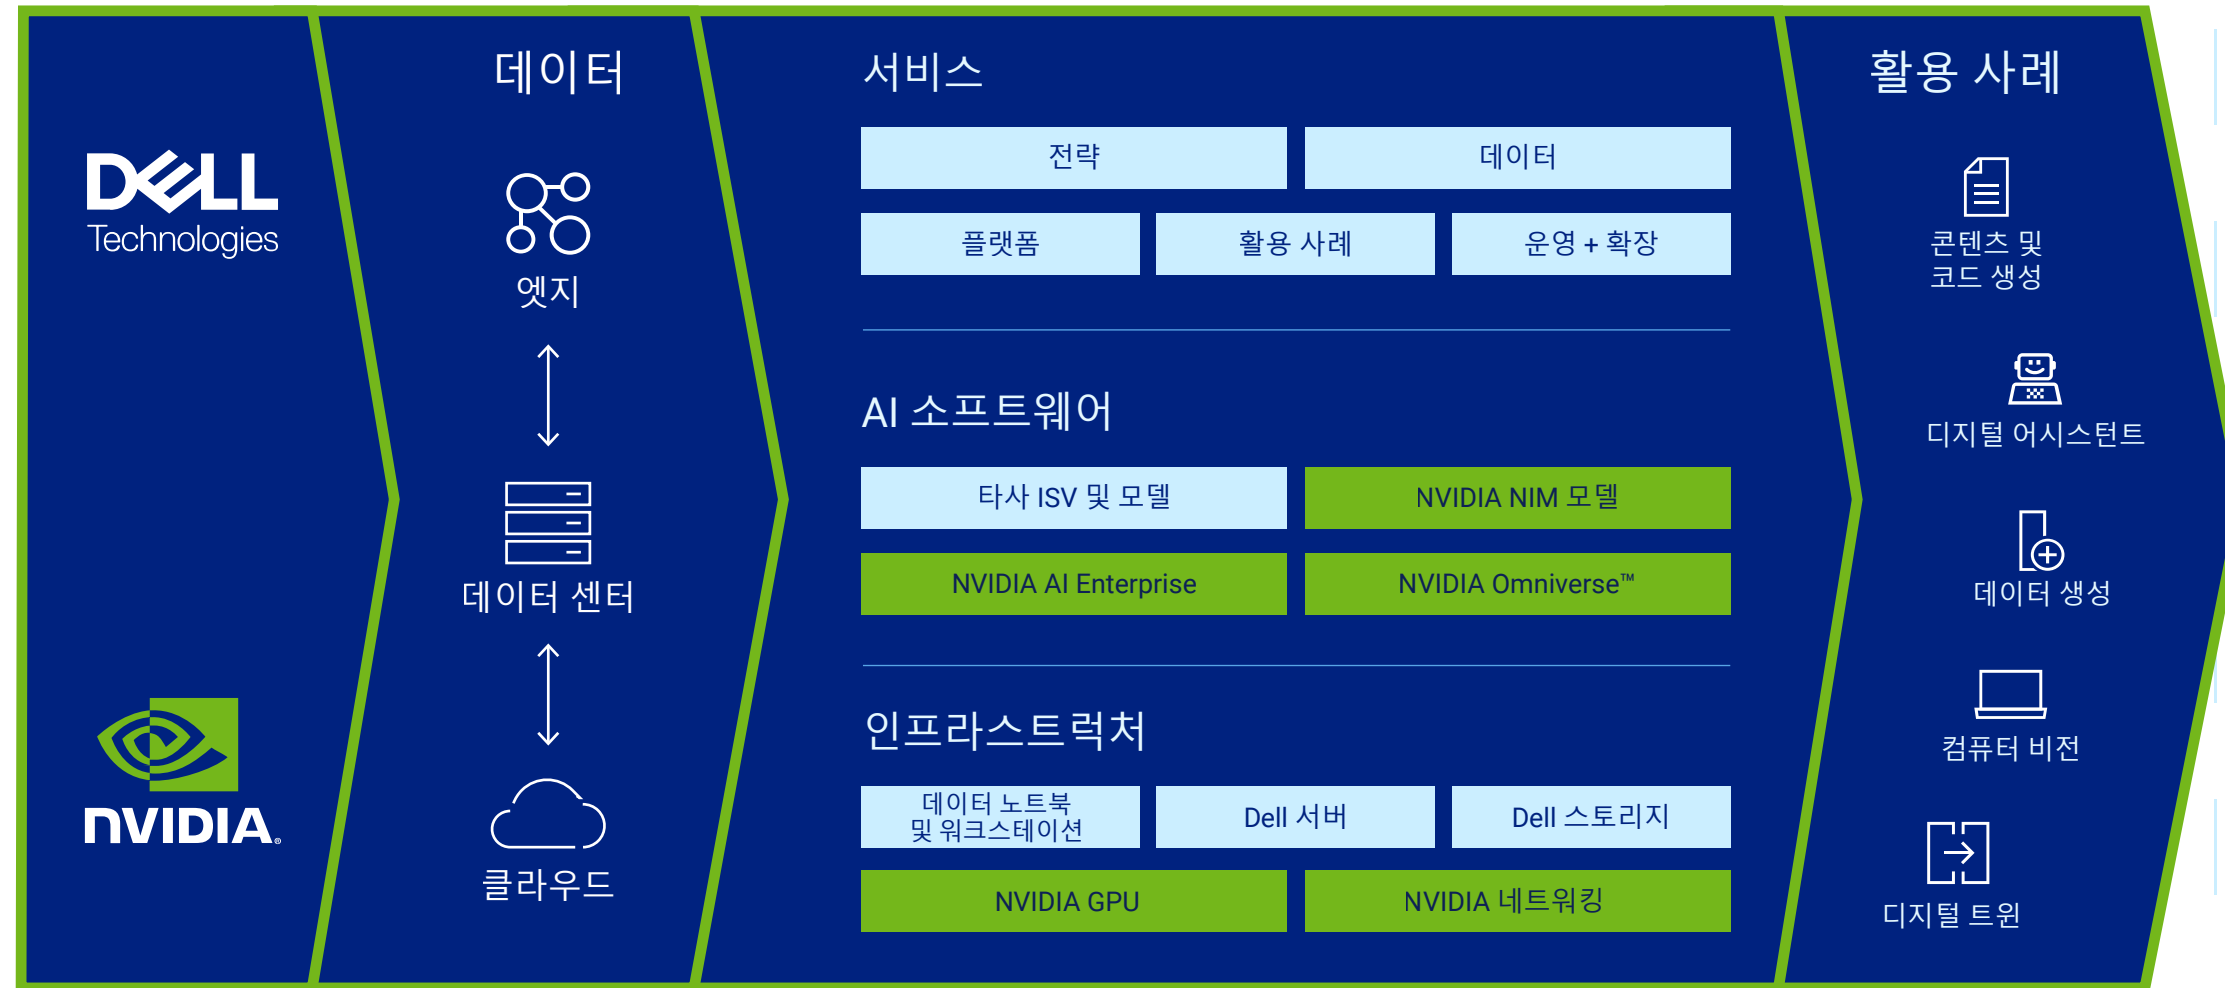 DELL
Technologies
NVIDIA.
데이터
엣지
데이터 센터
클라우드
서비스
전략
데이터
플랫폼
활용 사례
운영 + 확장
AI 소프트웨어
타사 ISV 및 모델
NVIDIA NIM 모델
NVIDIA AI Enterprise
NVIDIA Omniverse™
인프라스트럭처
데이터 노트북
및 워크스테이션
Dell 서버
Dell 스토리지
NVIDIA GPU
NVIDIA 네트워킹
활용 사례
콘텐츠 및
코드 생성
디지털 어시스턴트
데이터 생성
컴퓨터 비전
디지털 트윈